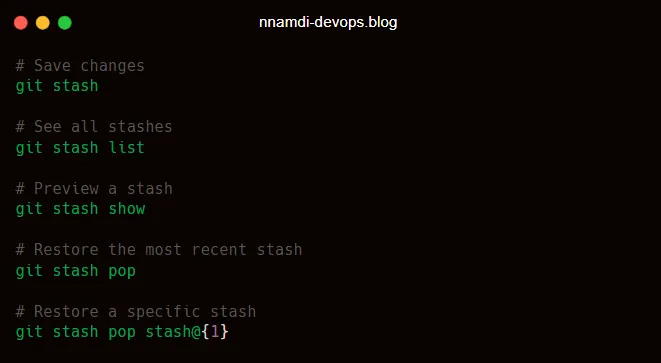 nnamdi-devops.blog
# Save changes
git stash
# See all stashes
git stash list
# Preview a stash
git stash show
# Restore the most recent stash
git stash pop
# Restore a specific stash
git stash pop stash@{1}